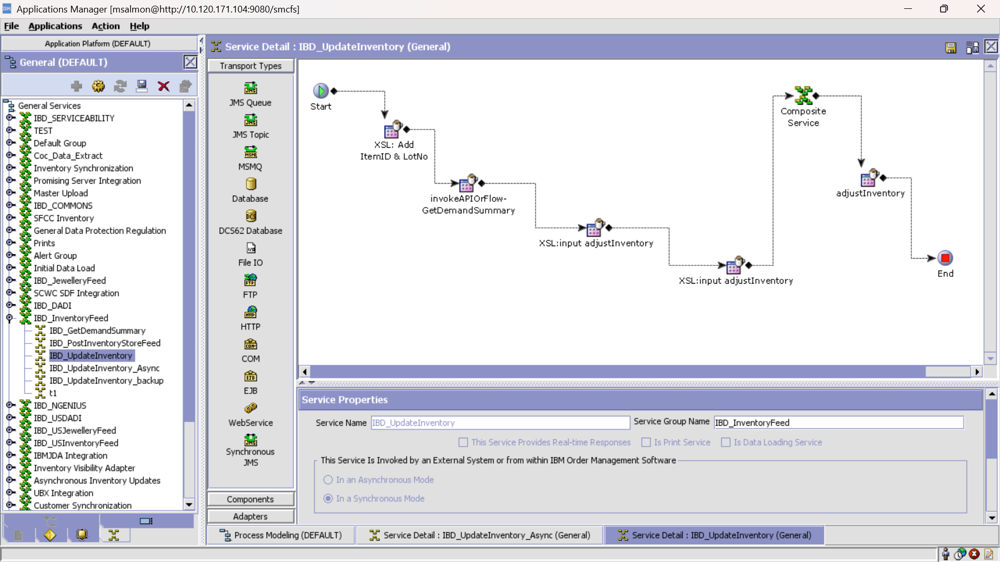 Applications Manager [msalmon@http://10.120.171.104:9080/smcfs]
File Applications Action Help
Application Platform (DEFAULT)
General (DEFAULT)
General Services
IBD_SERVICEABILITY
TEST
Default Group
Coc_Data_Extract
Inventory Synchronization
Promising Server Integration
Master Upload
IBD_COMMONS
SFCC Inventory
General Data Protection Regulation
Prints
Alert Group
Initial Data Load
IBD_JewelleryFeed
SCWC SDF Integration
IBD_DADI
IBD_InventoryFeed
IBD_GetDemandSummary
IBD_PostInventoryStoreFeed
IBD_UpdateInventory
IBD_UpdateInventory_Async
IBD_UpdateInventory_backup
t1
IBD_NGENIUS
IBD_USDADI
IBD_USJewelleryFeed
IBD_USInventoryFeed
IBMJDA Integration
Inventory Visibility Adapter
Asynchronous Inventory Updates
UBX Integration
Customer Synchronization
Service Detail : IBD_UpdateInventory (General)
Transport Types
JMS Queue
JMS Topic
MSMQ
Database
DCS62 Database
File IO
FTP
HTTP
COM
EJB
WebService
Synchronous
JMS
Components
Adapters
Start
XSL: Add
ItemID & LotNo
invokeAPIOrFlow-
GetDemandSummary
XSL:input adjustInventory
XSL:input adjustInventory
Composite
Service
adjustInventory
End
Service Properties
Service Name IBD_UpdateInventory Service Group Name IBD_InventoryFeed
This Service Provides Real-time Responses Is Print Service Is Data Loading Service
This Service Is Invoked by an External System or from within IBM Order Management Software
In an Asynchronous Mode
In a Synchronous Mode
Process Modeling (DEFAULT) Service Detail : IBD_UpdateInventory_Async (General) Service Detail : IBD_UpdateInventory (General)